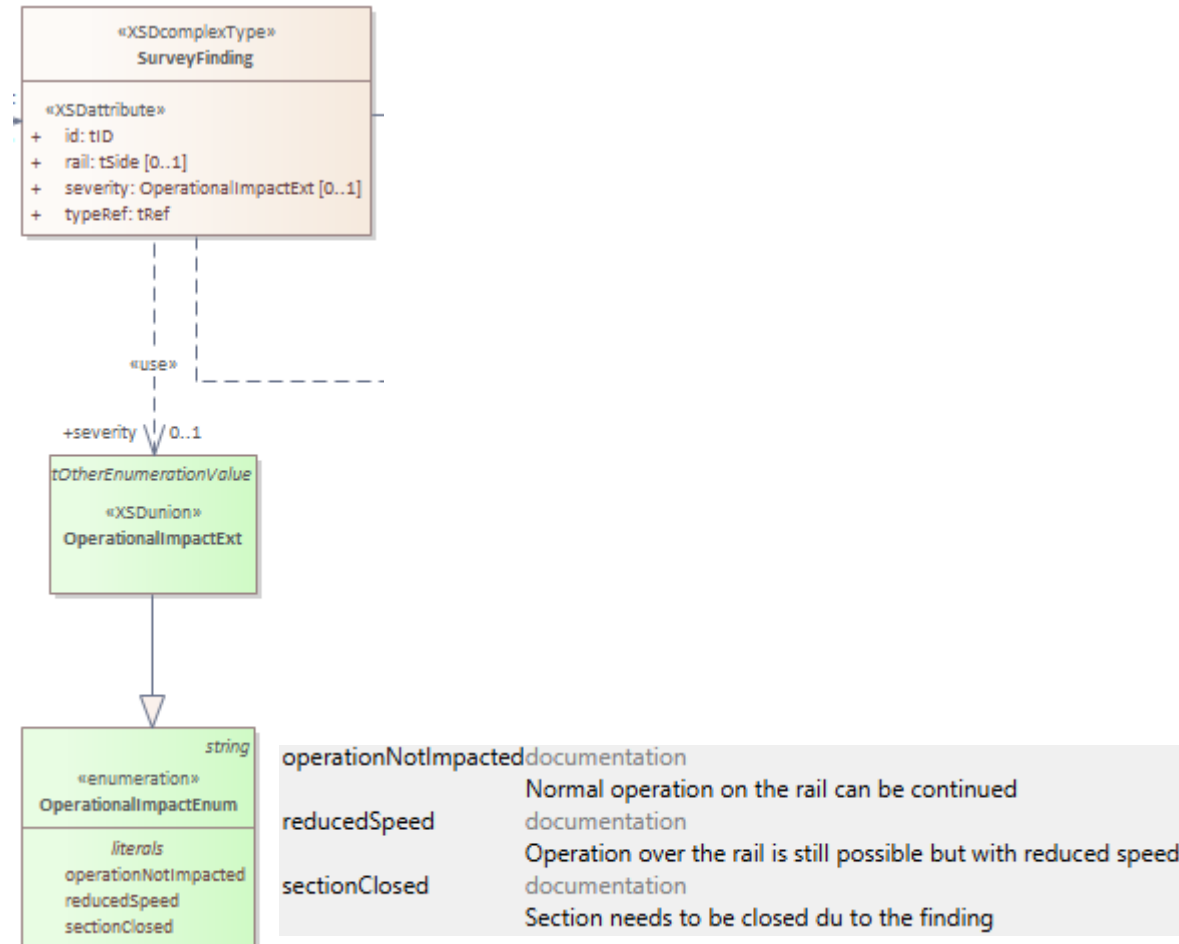 «XSDcomplexType»
SurveyFinding
«XSDattribute»
+ id: tID
+ rail: tSide [0..1]
+ severity: OperationalImpactExt [0..1]
+ typeRef: tRef
«use»
+severity 0..1
tOtherEnumerationValue
«XSDunion»
OperationalImpactExt
string
«enumeration»
OperationalImpactEnum
literals
operationNotImpacted
reducedSpeed
sectionClosed
operationNotImpacted documentation
Normal operation on the rail can be continued
reducedSpeed documentation
Operation over the rail is still possible but with reduced speed
sectionClosed documentation
Section needs to be closed du to the finding